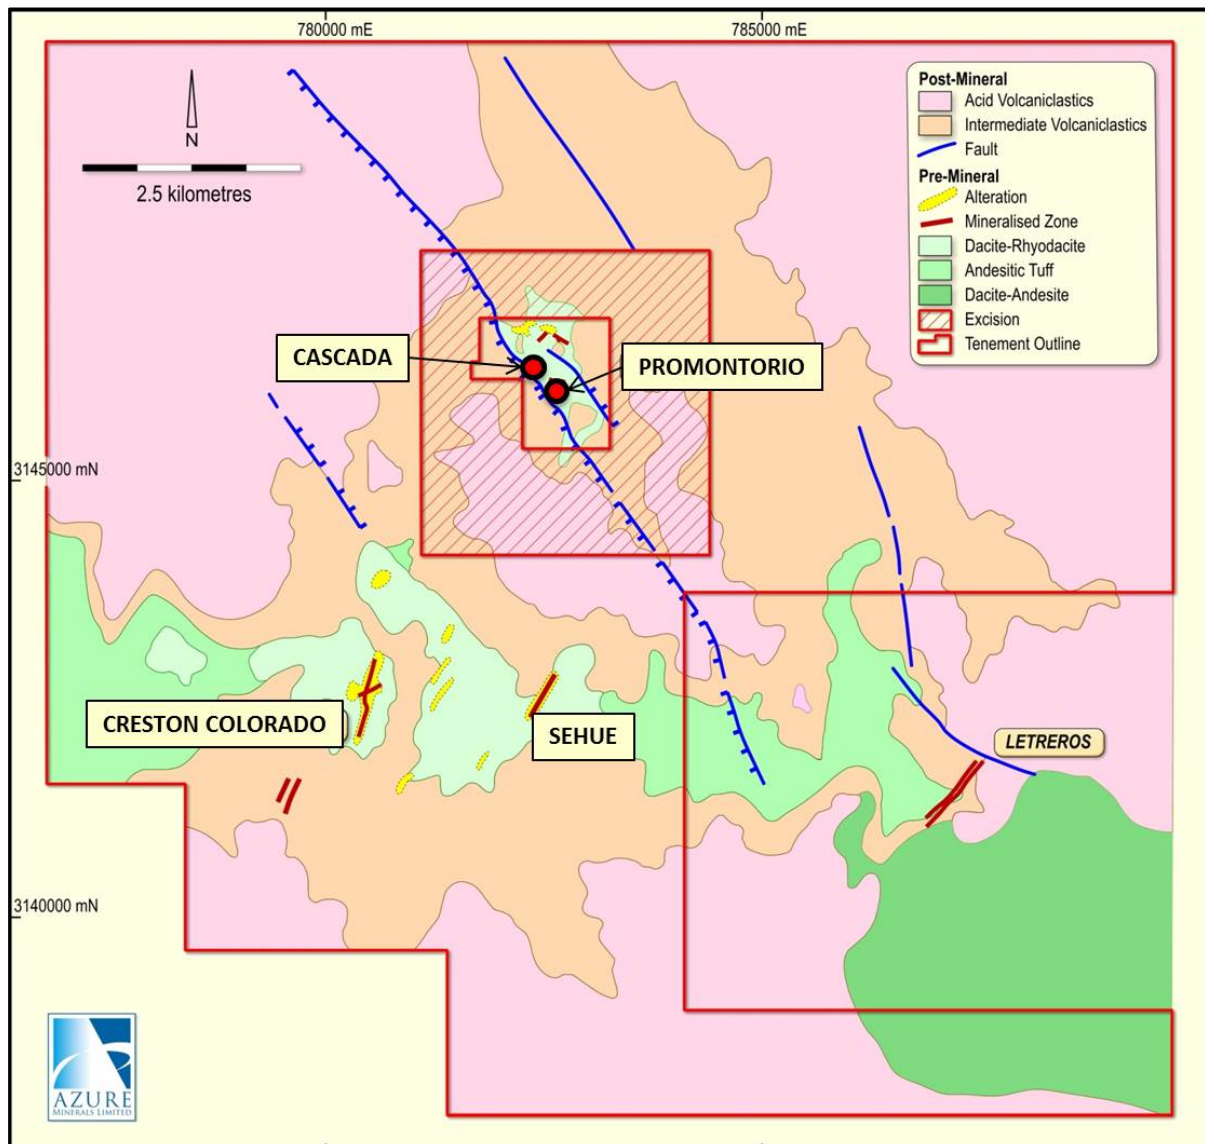 780000 mE
785000 mE
N
2.5 kilometres
Post-Mineral
Acid Volcaniclastics
Intermediate Volcaniclastics
Fault
Pre-Mineral
Alteration
Mineralised Zone
Dacite-Rhyodacite
Andesitic Tuff
Dacite-Andesite
Excision
Tenement Outline
CASCADA
PROMONTORIO
3145000 mN
CRESTON COLORADO
SEHUE
LETREROS
3140000 mN
AZURE
MINERALS LIMITED